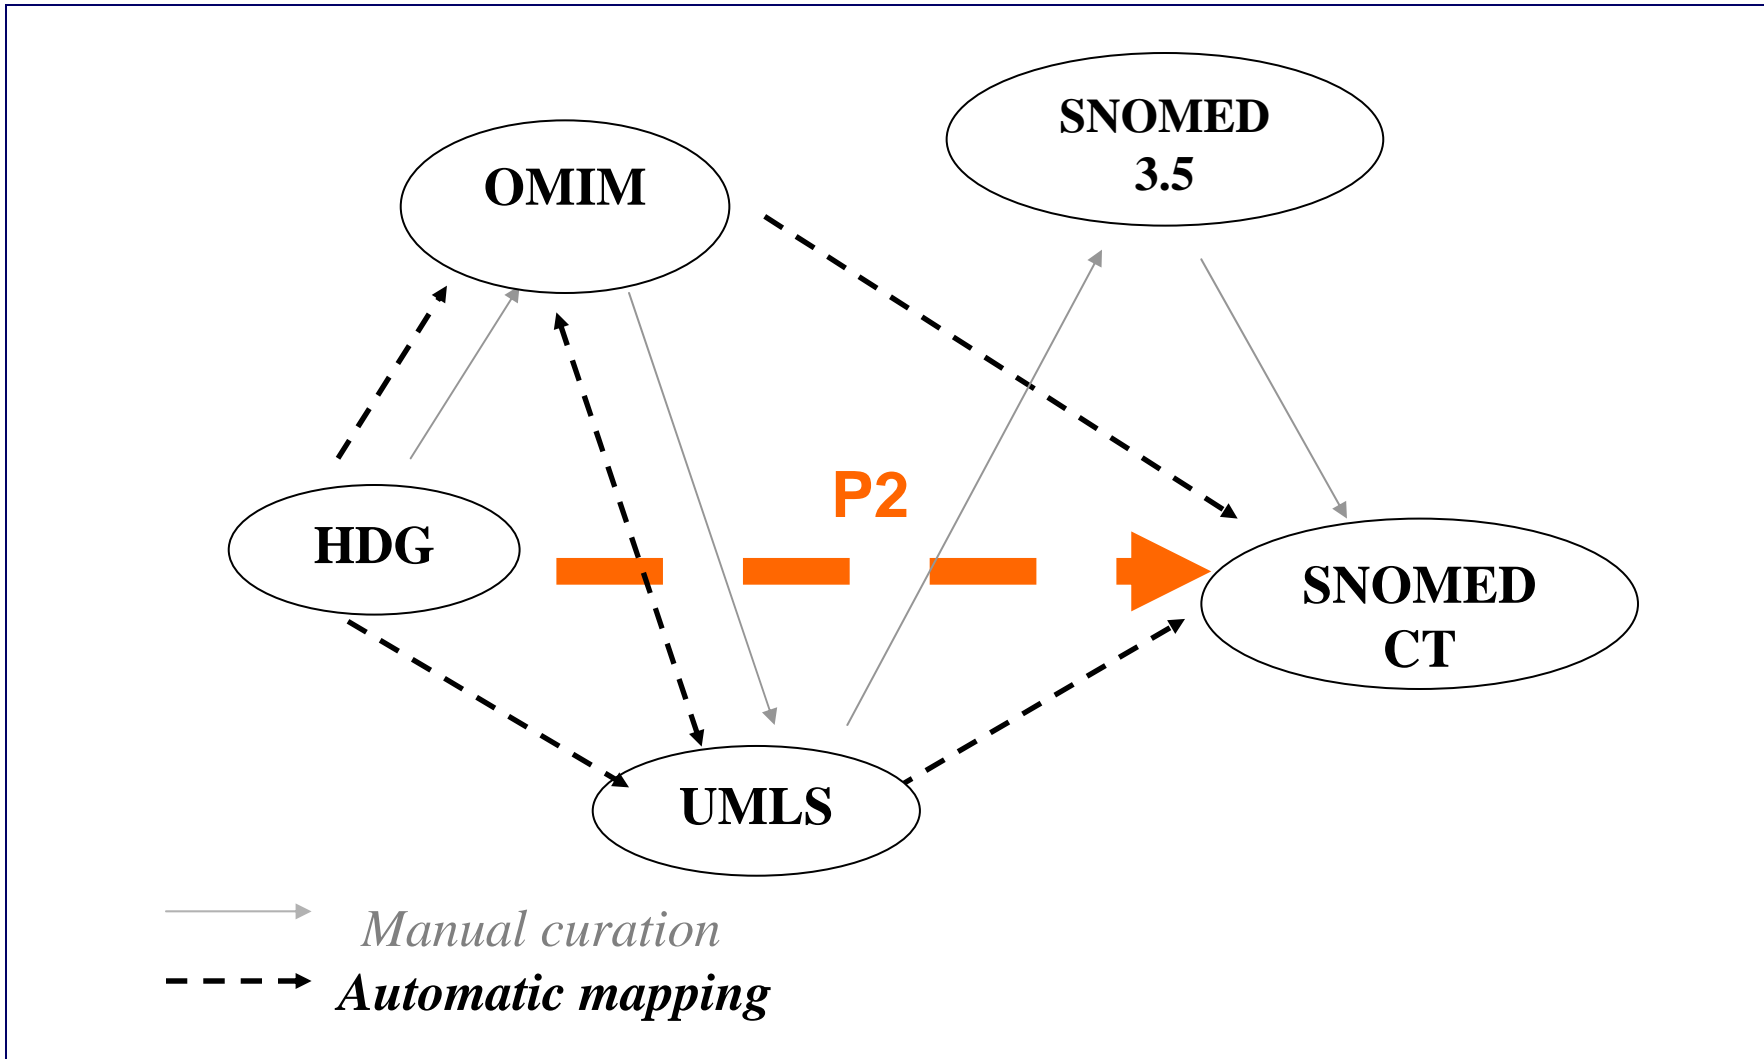 SNOMED
3.5
OMIM
P2
HDG
SNOMED
CT
UMLS
Manual curation
Automatic mapping